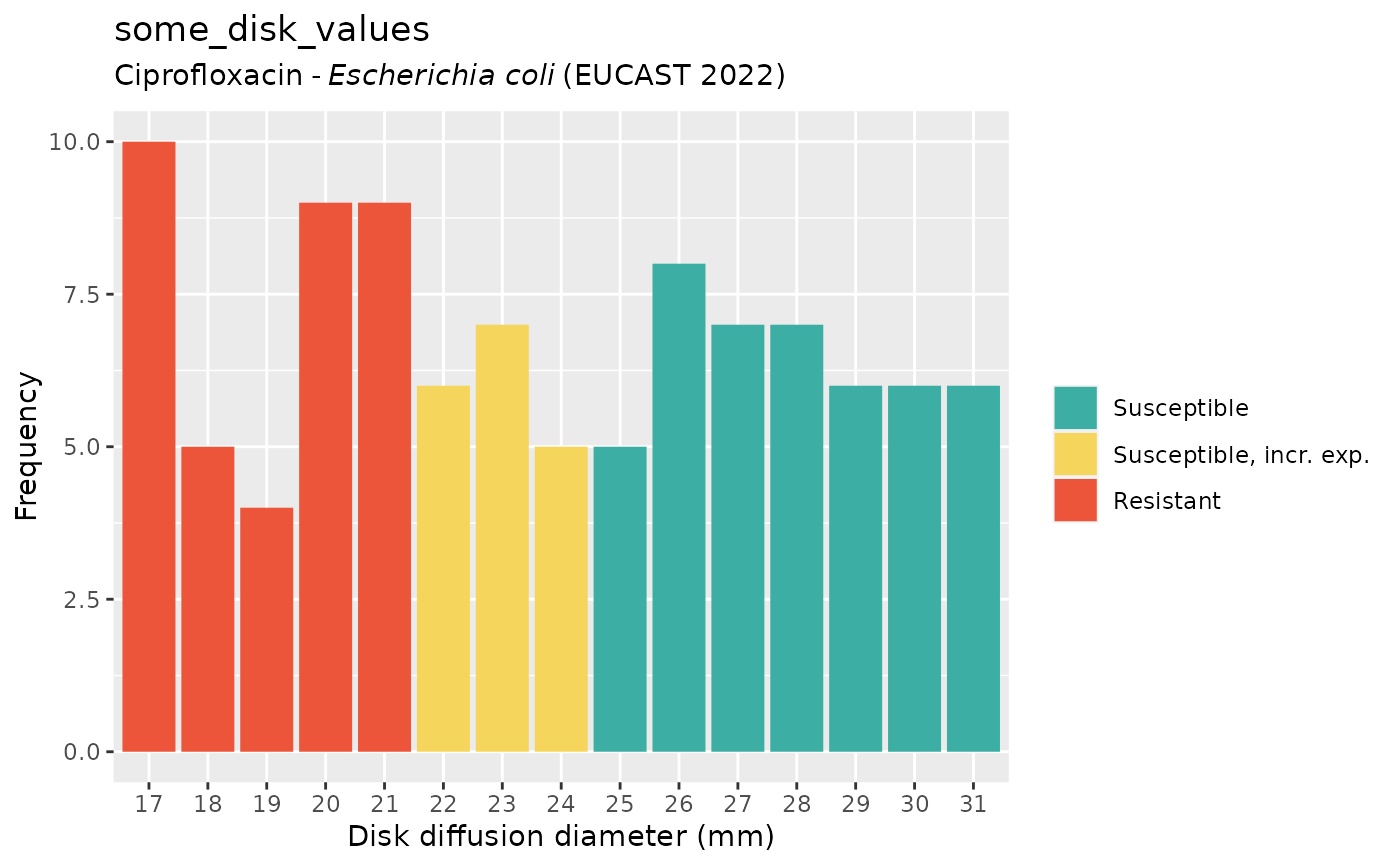 some_disk_values
Ciprofloxacin - Escherichia coli (EUCAST 2022)
Frequency
10.0
7.5
5.0
2.5
0.0
17 18 19 20 21 22 23 24 25 26 27 28 29 30 31
Disk diffusion diameter (mm)
Susceptible
Susceptible, incr. exp.
Resistant